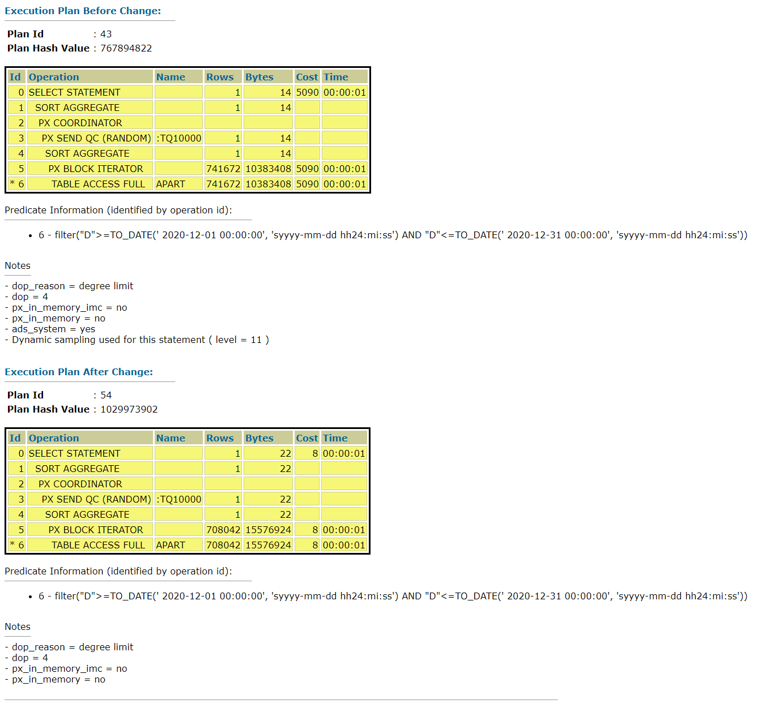 Execution Plan Before Change:
Plan Id : 43
Plan Hash Value : 767894822
Id Operation Name Rows Bytes Cost Time
0 SELECT STATEMENT 1 14 5090 00:00:01
1 SORT AGGREGATE 1 14
2 PX COORDINATOR
3 PX SEND QC (RANDOM) :TQ10000 1 14
4 SORT AGGREGATE 1 14
5 PX BLOCK ITERATOR 741672 10383408 5090 00:00:01
* 6 TABLE ACCESS FULL APART 741672 10383408 5090 00:00:01
Predicate Information (identified by operation id):
• 6 - filter("D">=TO_DATE(' 2020-12-01 00:00:00', 'syyyy-mm-dd hh24:mi:ss') AND "D"<=TO_DATE(' 2020-12-31 00:00:00', 'syyyy-mm-dd hh24:mi:ss'))
Notes
- dop_reason = degree limit
- dop = 4
- px_in_memory_imc = no
- px_in_memory = no
- ads_system = yes
- Dynamic sampling used for this statement ( level = 11 )
Execution Plan After Change:
Plan Id : 54
Plan Hash Value : 1029973902
Id Operation Name Rows Bytes Cost Time
0 SELECT STATEMENT 1 22 8 00:00:01
1 SORT AGGREGATE 1 22
2 PX COORDINATOR
3 PX SEND QC (RANDOM) :TQ10000 1 22
4 SORT AGGREGATE 1 22
5 PX BLOCK ITERATOR 708042 15576924 8 00:00:01
* 6 TABLE ACCESS FULL APART 708042 15576924 8 00:00:01
Predicate Information (identified by operation id):
• 6 - filter("D">=TO_DATE(' 2020-12-01 00:00:00', 'syyyy-mm-dd hh24:mi:ss') AND "D"<=TO_DATE(' 2020-12-31 00:00:00', 'syyyy-mm-dd hh24:mi:ss'))
Notes
- dop_reason = degree limit
- dop = 4
- px_in_memory_imc = no
- px_in_memory = no